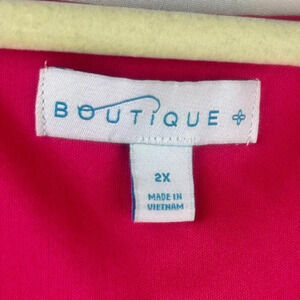 BOUTIQUE +
2X
MADE IN
VIETNAM